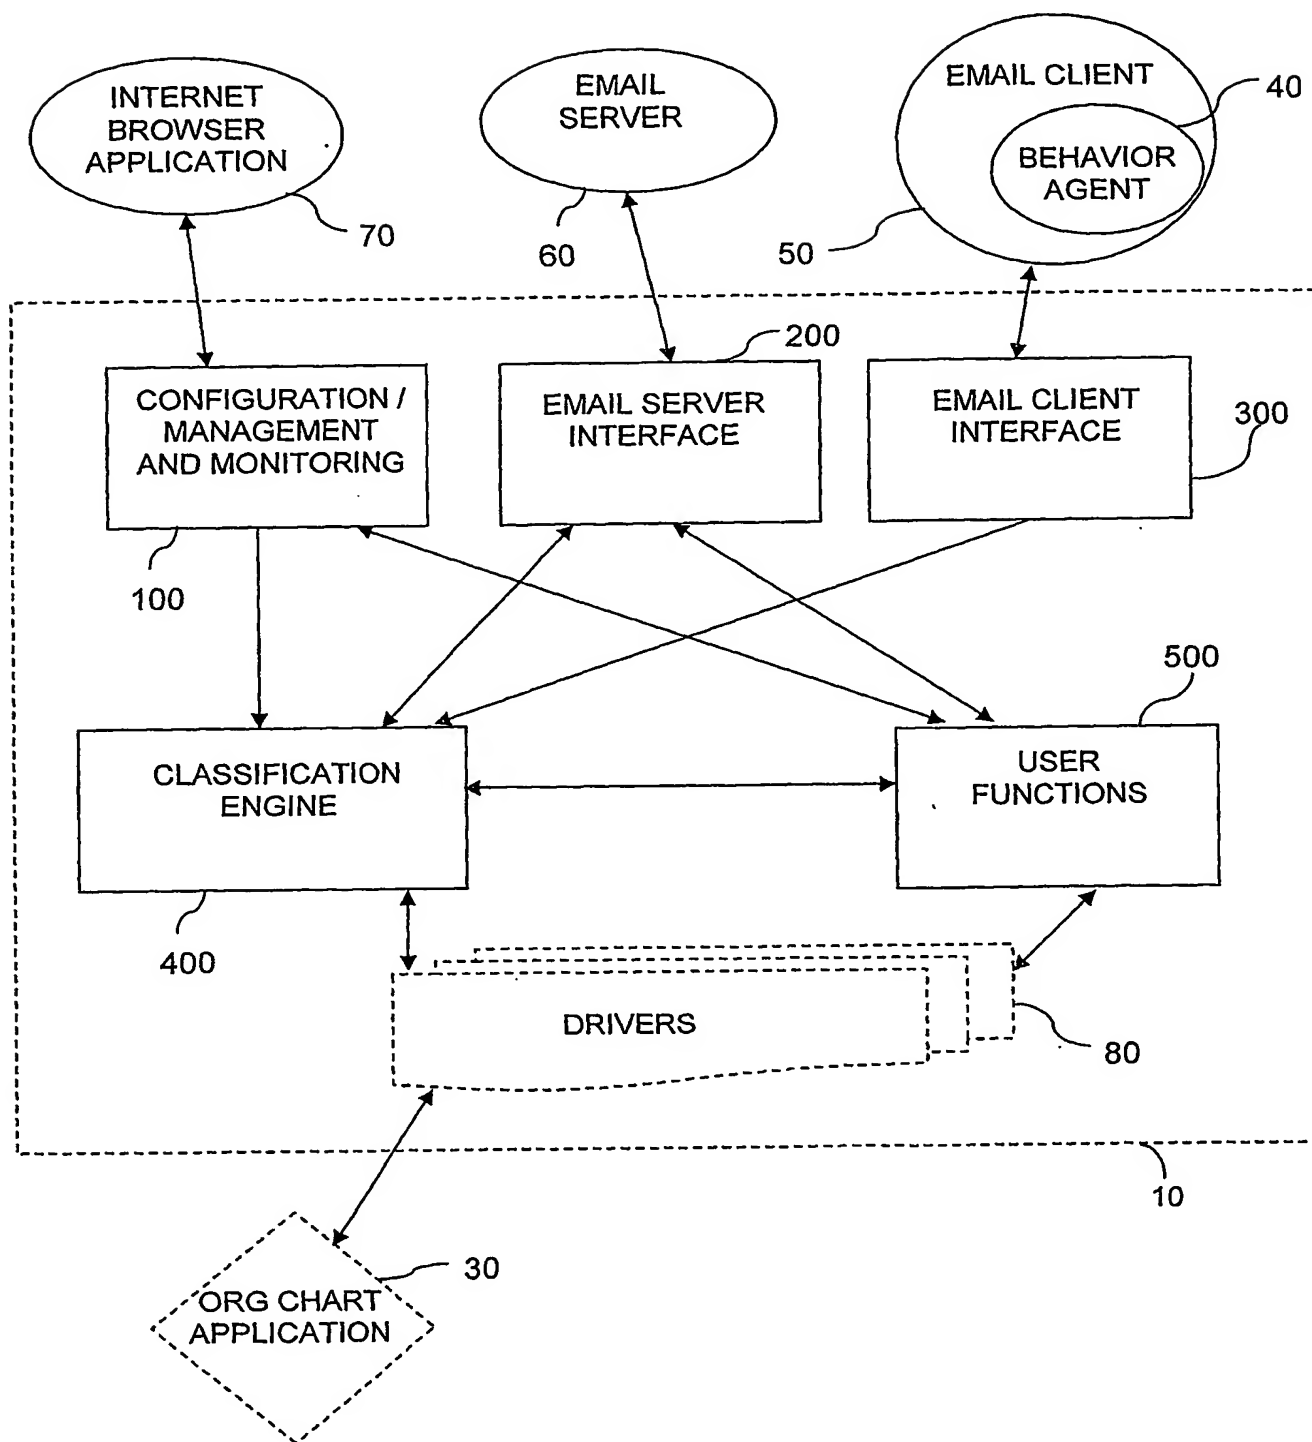 INTERNET
BROWSER
APPLICATION
70
EMAIL
SERVER
60
EMAIL CLIENT
40
BEHAVIOR
AGENT
50
CONFIGURATION /
MANAGEMENT
AND MONITORING
100
200
EMAIL SERVER
INTERFACE
EMAIL CLIENT
INTERFACE
300
CLASSIFICATION
ENGINE
400
500
USER
FUNCTIONS
DRIVERS
80
10
ORG CHART
APPLICATION
30